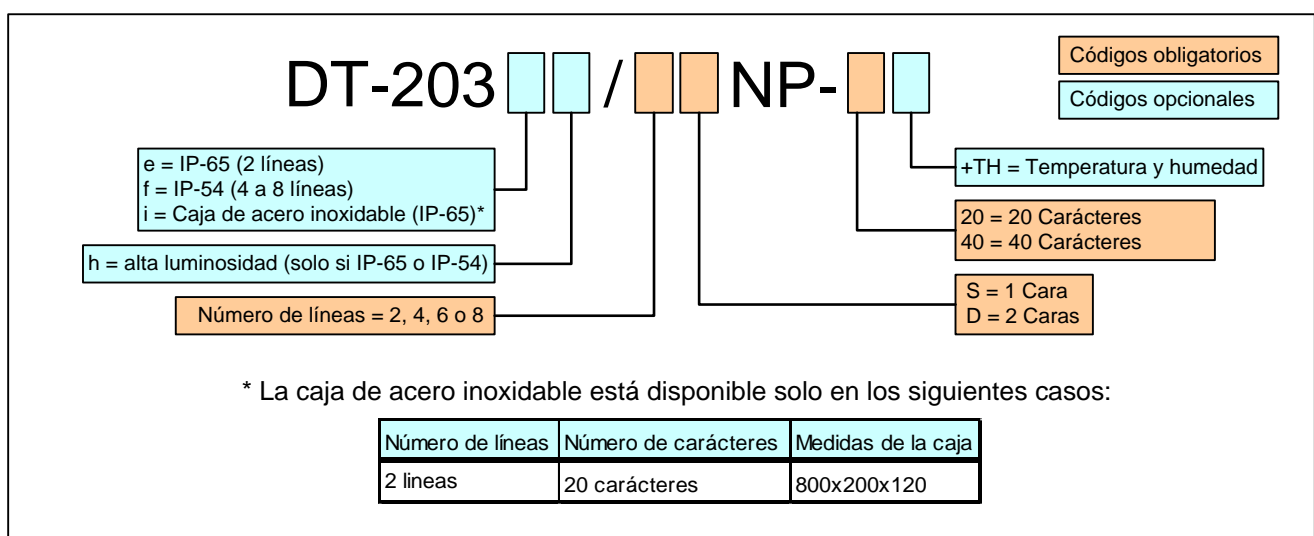 DT-203 / NP-
Códigos obligatorios
Códigos opcionales
e = IP-65 (2 líneas)
f = IP-54 (4 a 8 líneas)
i = Caja de acero inoxidable (IP-65)*
+TH = Temperatura y humedad
20 = 20 Carácteres
40 = 40 Carácteres
h = alta luminosidad (solo si IP-65 o IP-54)
S = 1 Cara
D = 2 Caras
Número de líneas = 2, 4, 6 o 8
* La caja de acero inoxidable está disponible solo en los siguientes casos:
Número de líneas Número de carácteres Medidas de la caja
2 lineas 20 carácteres 800x200x120